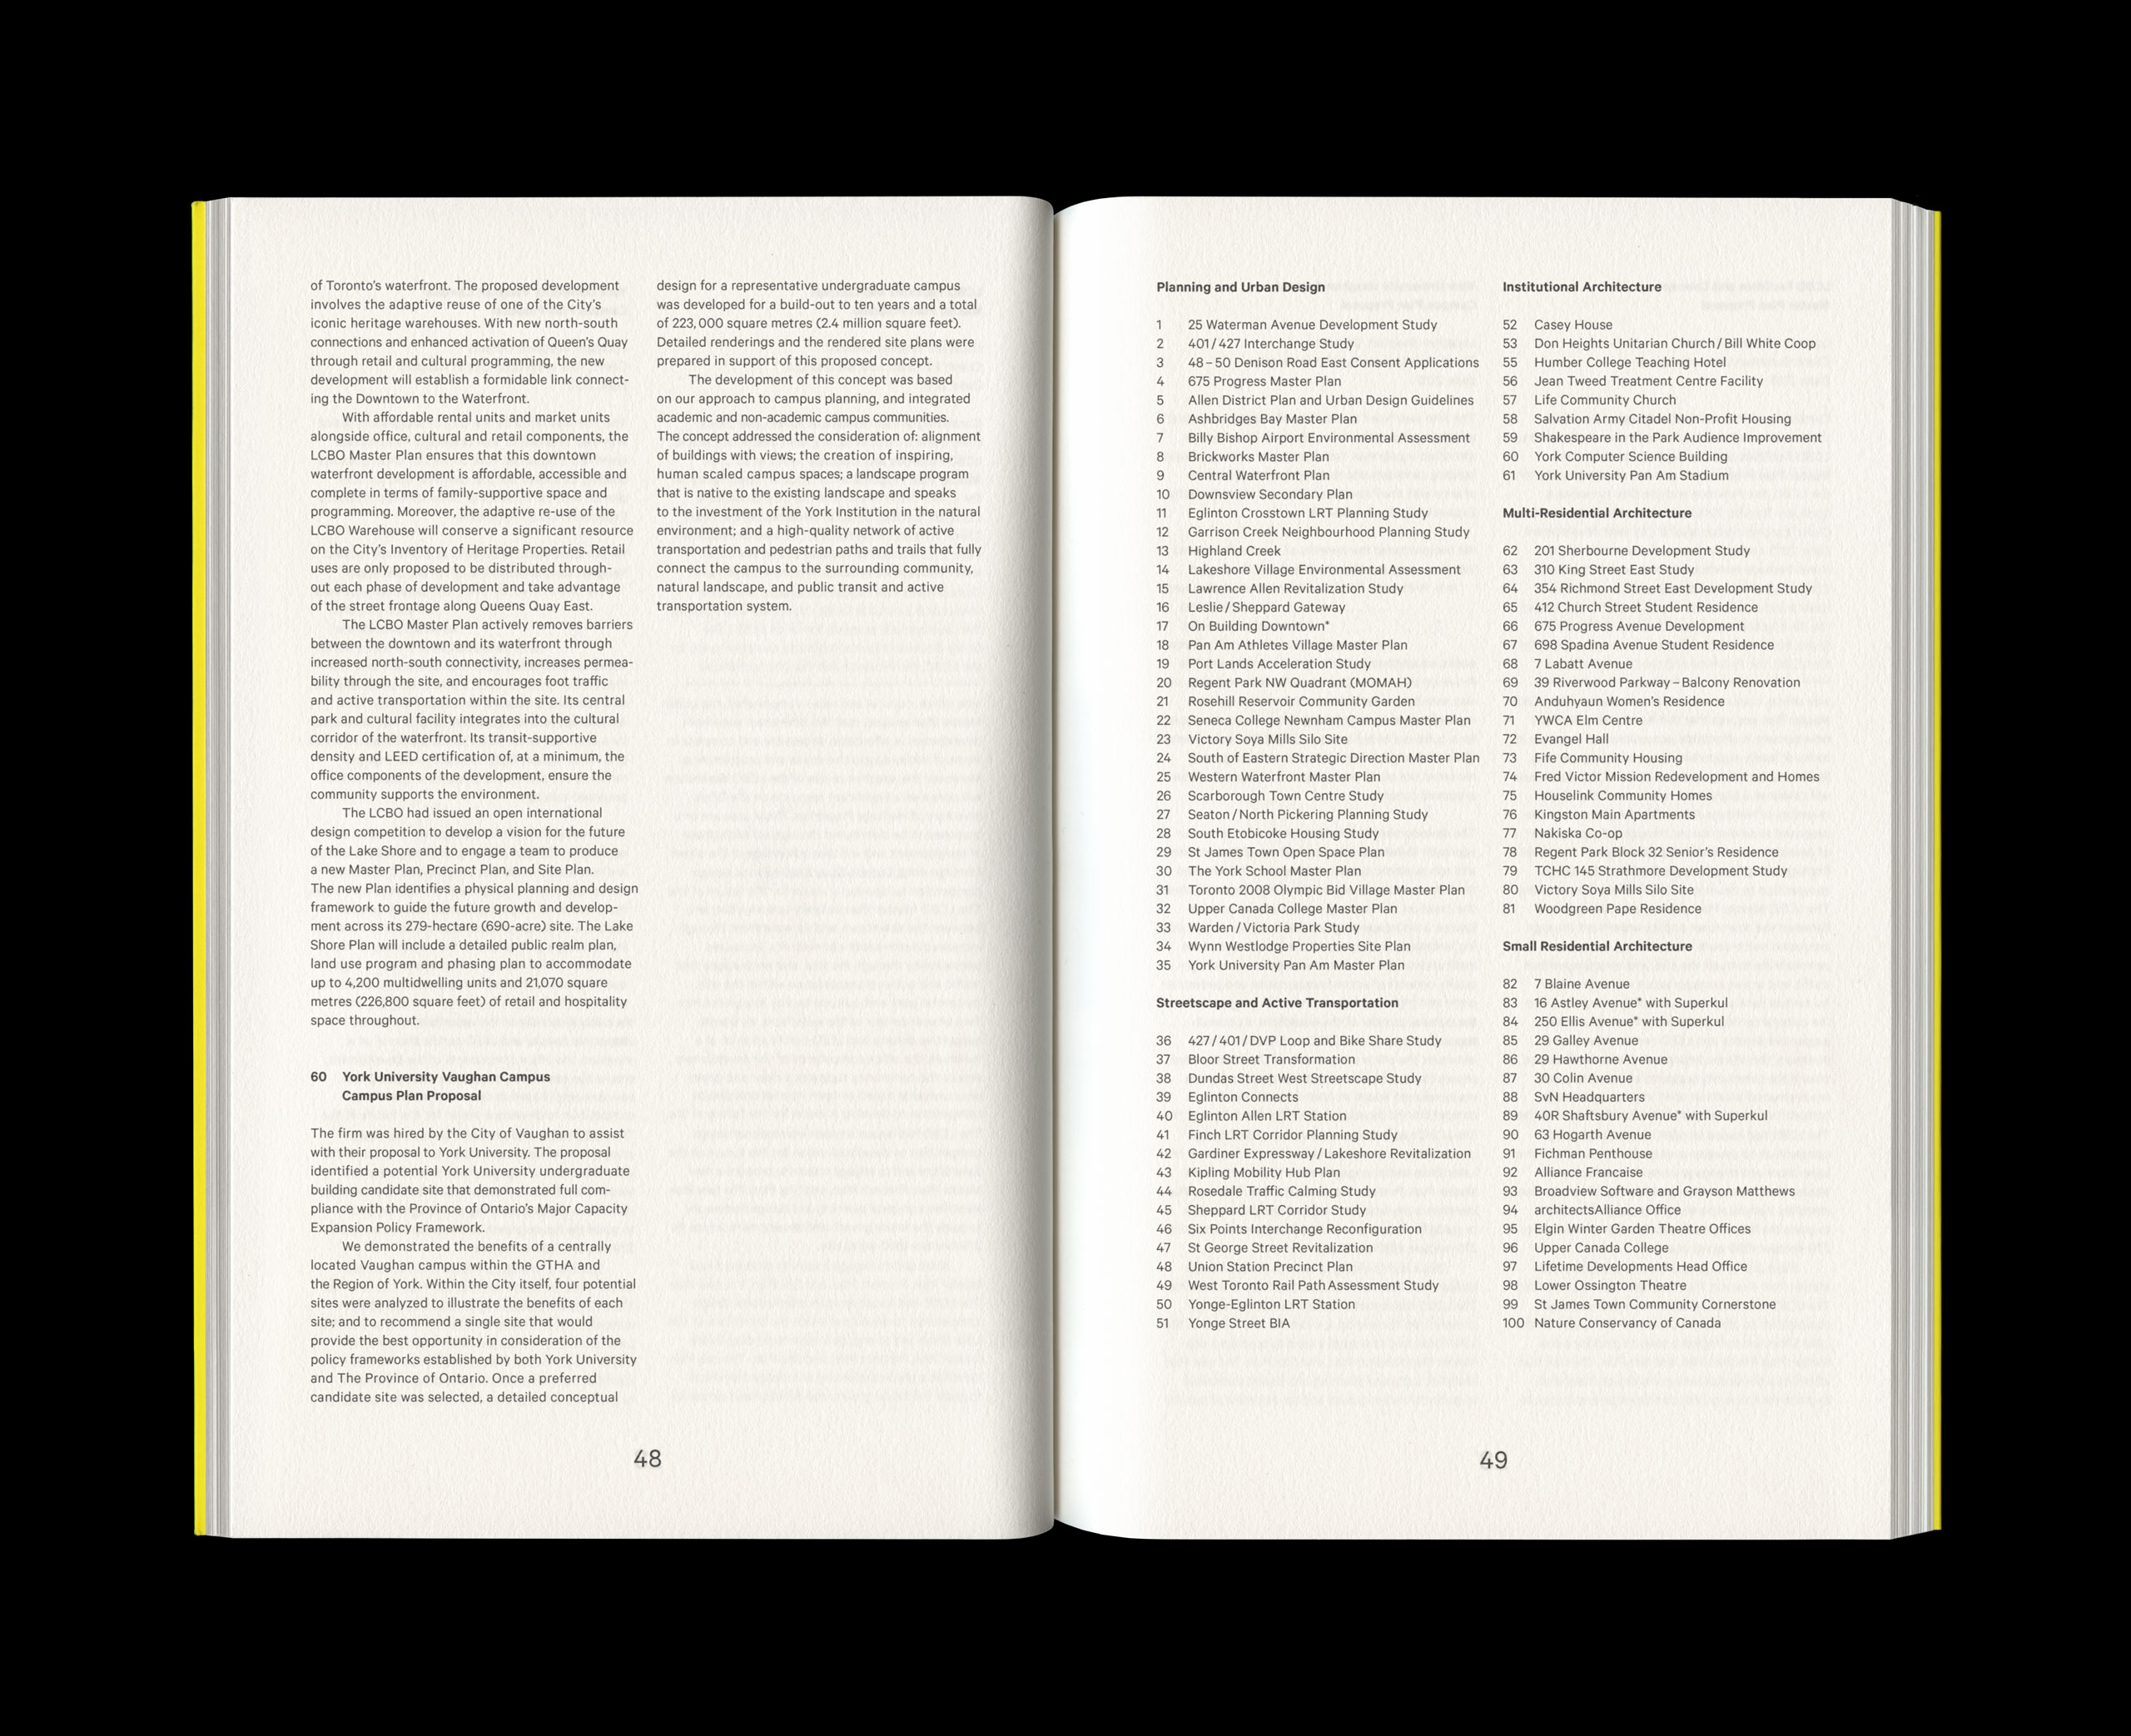 of Toronto’s waterfront. The proposed development
involves the adaptive reuse of one of the City’s
iconic heritage warehouses. With new north-south
connections and enhanced activation of Queen’s Quay
through retail and cultural programming, the new
development will establish a formidable link connect-
ing the Downtown to the Waterfront.
With affordable rental units and market units
alongside office, cultural and retail components, the
LCBO Master Plan ensures that this downtown
waterfront development is affordable, accessible and
complete in terms of family-supportive space and
programming. Moreover, the adaptive re-use of the
LCBO Warehouse will conserve a significant resource
on the City’s Inventory of Heritage Properties. Retail
uses are only proposed to be distributed through-
out each phase of development and take advantage
of the street frontage along Queens Quay East.
The LCBO Master Plan actively removes barriers
between the downtown and its waterfront through
increased north-south connectivity, increases permea-
bility through the site, and encourages foot traffic
and active transportation within the site. Its central
park and cultural facility integrates into the cultural
corridor of the waterfront. Its transit-supportive
density and LEED certification of, at a minimum, the
office components of the development, ensure the
community supports the environment.
The LCBO had issued an open international
design competition to develop a vision for the future
of the Lake Shore and to engage a team to produce
a new Master Plan, Precinct Plan, and Site Plan.
The new Plan identifies a physical planning and design
framework to guide the future growth and develop-
ment across its 279-hectare (690-acre) site. The Lake
Shore Plan will include a detailed public realm plan,
land use program and phasing plan to accommodate
up to 4,200 multidwelling units and 21,070 square
metres (226,800 square feet) of retail and hospitality
space throughout.
60 York University Vaughan Campus
Campus Plan Proposal
The firm was hired by the City of Vaughan to assist
with their proposal to York University. The proposal
identified a potential York University undergraduate
building candidate site that demonstrated full com-
pliance with the Province of Ontario’s Major Capacity
Expansion Policy Framework.
We demonstrated the benefits of a centrally
located Vaughan campus within the GTHA and
the Region of York. Within the City itself, four potential
sites were analyzed to illustrate the benefits of each
site; and to recommend a single site that would
provide the best opportunity in consideration of the
policy frameworks established by both York University
and The Province of Ontario. Once a preferred
candidate site was selected, a detailed conceptual
design for a representative undergraduate campus
was developed for a build-out to ten years and a total
of 223,000 square metres (2.4 million square feet).
Detailed renderings and the rendered site plans were
prepared in support of this proposed concept.
The development of this concept was based
on our approach to campus planning, and integrated
academic and non-academic campus communities.
The concept addressed the consideration of: alignment
of buildings with views; the creation of inspiring,
human scaled campus spaces; a landscape program
that is native to the existing landscape and speaks
to the investment of the York Institution in the natural
environment; and a high-quality network of active
transportation and pedestrian paths and trails that fully
connect the campus to the surrounding community,
natural landscape, and public transit and active
transportation system.
48
Planning and Urban Design
1 25 Waterman Avenue Development Study
2 401/427 Interchange Study
3 48–50 Denison Road East Consent Applications
4 675 Progress Master Plan
5 Allen District Plan and Urban Design Guidelines
6 Ashbridges Bay Master Plan
7 Billy Bishop Airport Environmental Assessment
8 Brickworks Master Plan
9 Central Waterfront Plan
10 Downsview Secondary Plan
11 Eglinton Crosstown LRT Planning Study
12 Garrison Creek Neighbourhood Planning Study
13 Highland Creek
14 Lakeshore Village Environmental Assessment
15 Lawrence Allen Revitalization Study
16 Leslie/Sheppard Gateway
17 On Building Downtown*
18 Pan Am Athletes Village Master Plan
19 Port Lands Acceleration Study
20 Regent Park NW Quadrant (MOMAH)
21 Rosehill Reservoir Community Garden
22 Seneca College Newnham Campus Master Plan
23 Victory Soya Mills Silo Site
24 South of Eastern Strategic Direction Master Plan
25 Western Waterfront Master Plan
26 Scarborough Town Centre Study
27 Seaton/North Pickering Planning Study
28 South Etobicoke Housing Study
29 St James Town Open Space Plan
30 The York School Master Plan
31 Toronto 2008 Olympic Bid Village Master Plan
32 Upper Canada College Master Plan
33 Warden/Victoria Park Study
34 Wynn Westlodge Properties Site Plan
35 York University Pan Am Master Plan
Streetscape and Active Transportation
36 427/401/DVP Loop and Bike Share Study
37 Bloor Street Transformation
38 Dundas Street West Streetscape Study
39 Eglinton Connects
40 Eglinton Allen LRT Station
41 Finch LRT Corridor Planning Study
42 Gardiner Expressway/Lakeshore Revitalization
43 Kipling Mobility Hub Plan
44 Rosedale Traffic Calming Study
45 Sheppard LRT Corridor Study
46 Six Points Interchange Reconfiguration
47 St George Street Revitalization
48 Union Station Precinct Plan
49 West Toronto Rail Path Assessment Study
50 Yonge-Eglinton LRT Station
51 Yonge Street BIA
Institutional Architecture
52 Casey House
53 Don Heights Unitarian Church/Bill White Coop
55 Humber College Teaching Hotel
56 Jean Tweed Treatment Centre Facility
57 Life Community Church
58 Salvation Army Citadel Non-Profit Housing
59 Shakespeare in the Park Audience Improvement
60 York Computer Science Building
61 York University Pan Am Stadium
Multi-Residential Architecture
62 201 Sherbourne Development Study
63 310 King Street East Study
64 354 Richmond Street East Development Study
65 412 Church Street Student Residence
66 675 Progress Avenue Development
67 698 Spadina Avenue Student Residence
68 7 Labatt Avenue
69 39 Riverwood Parkway–Balcony Renovation
70 Anduhyaun Women’s Residence
71 YWCA Elm Centre
72 Evangel Hall
73 Fife Community Housing
74 Fred Victor Mission Redevelopment and Homes
75 Houselink Community Homes
76 Kingston Main Apartments
77 Nakiska Co-op
78 Regent Park Block 32 Senior’s Residence
79 TCHC 145 Strathmore Development Study
80 Victory Soya Mills Silo Site
81 Woodgreen Pape Residence
Small Residential Architecture
82 7 Blaine Avenue
83 16 Astley Avenue* with Superkul
84 250 Ellis Avenue* with Superkul
85 29 Galley Avenue
86 29 Hawthorne Avenue
87 30 Colin Avenue
88 SvN Headquarters
89 40R Shaftsbury Avenue* with Superkul
90 63 Hogarth Avenue
91 Fichman Penthouse
92 Alliance Francaise
93 Broadview Software and Grayson Matthews
94 architectsAlliance Office
95 Elgin Winter Garden Theatre Offices
96 Upper Canada College
97 Lifetime Developments Head Office
98 Lower Ossington Theatre
99 St James Town Community Cornerstone
100 Nature Conservancy of Canada
49